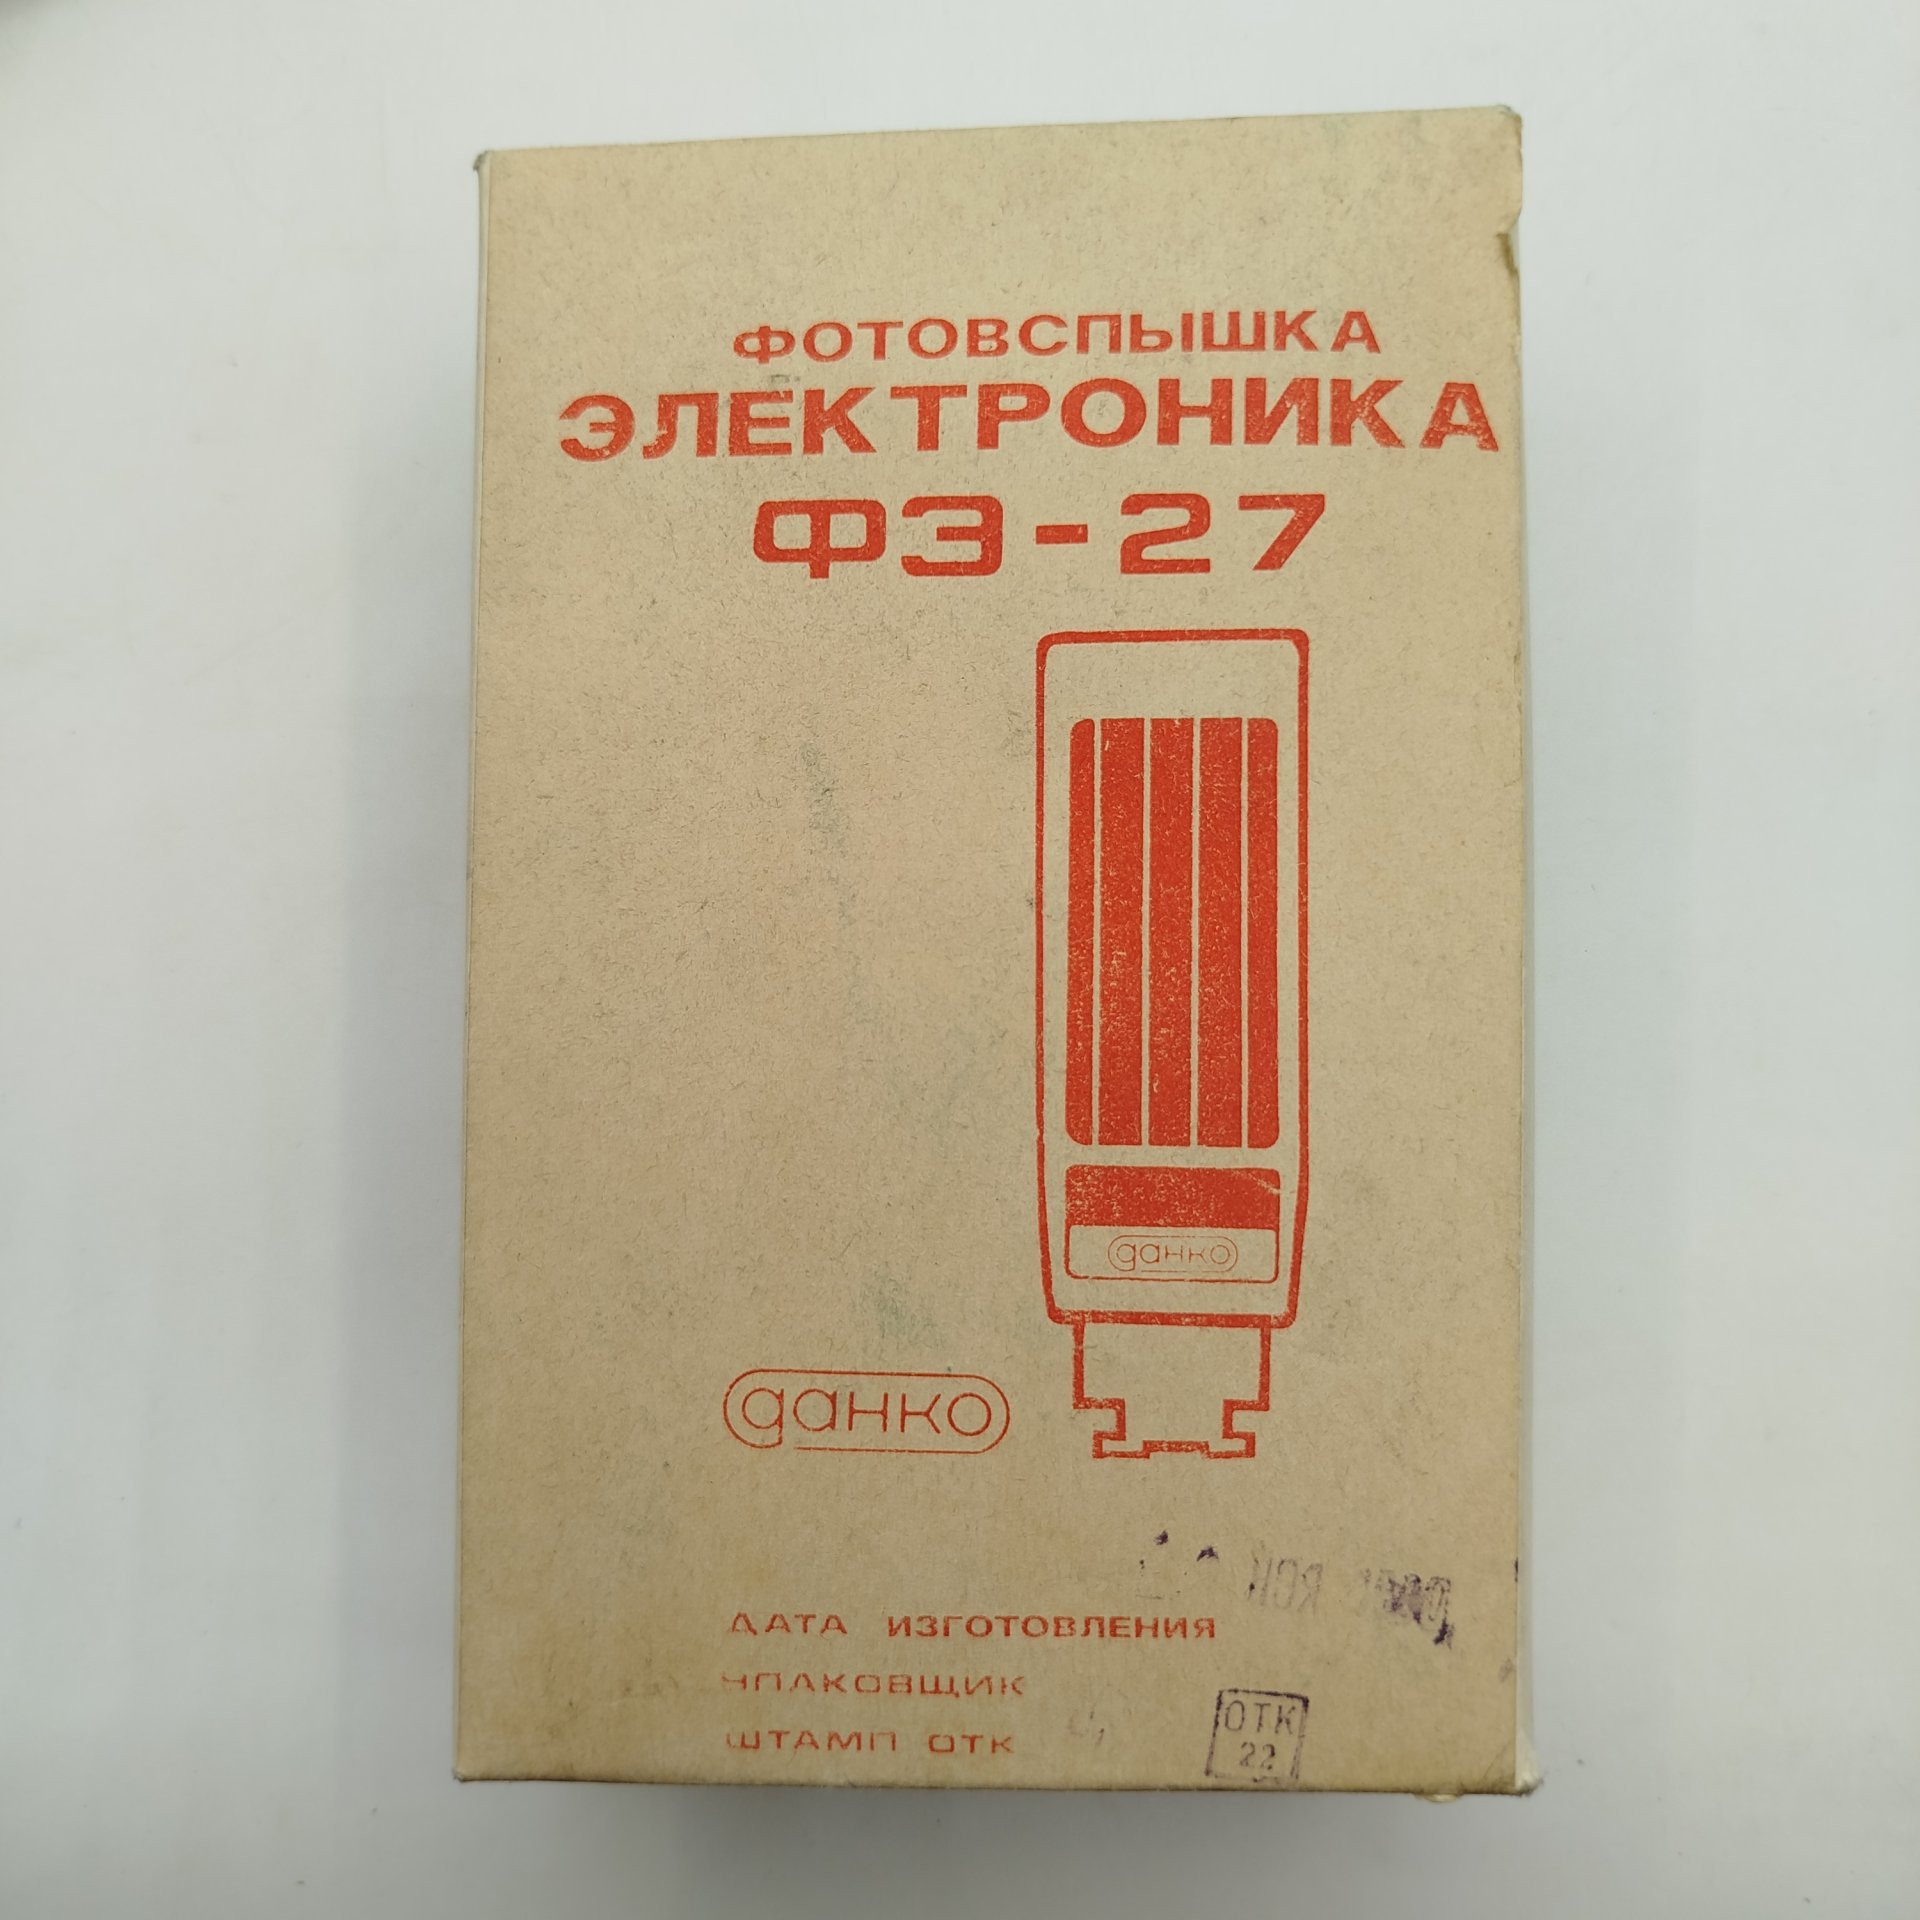 ФОТОВСПЫШКА
ЭЛЕКТРОНИКА
ФЭ-27
данко
данко
ДАТА ИЗГОТОВЛЕНИЯ
УПАКОВЩИК
ШТАМП ОТК
ОТК
22